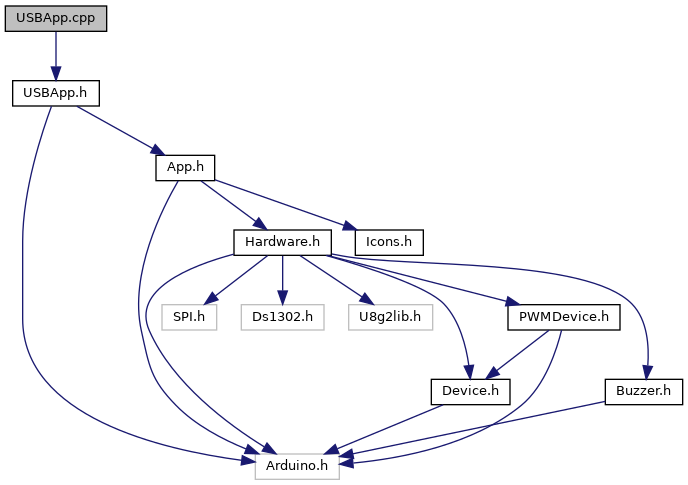 USBApp.cpp
USBApp.h
App.h
Hardware.h
Icons.h
SPI.h
Ds1302.h
U8g2lib.h
PWMDevice.h
Device.h
Buzzer.h
Arduino.h